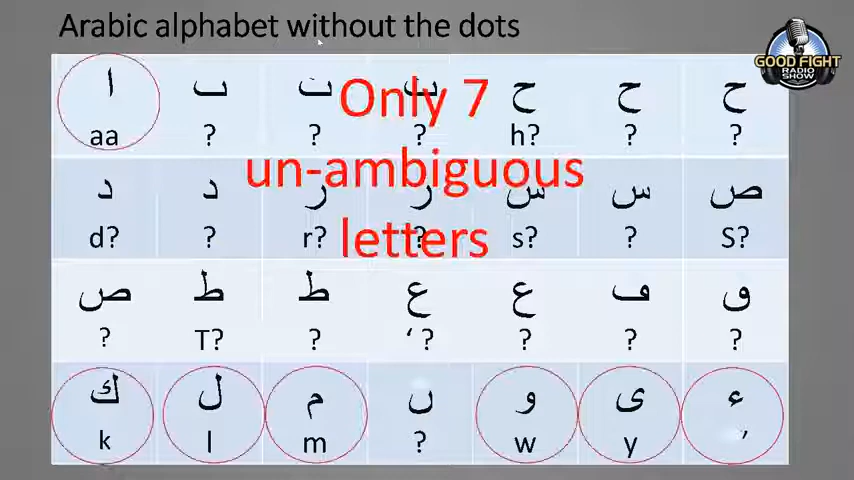 Arabic alphabet without the dots
GOOD FIGHT
RADIO
SHOW
Only 7
un-ambiguous
letters
ا ٮ ٮ ٮ ح ح ح
aa ? ? ? h? ? ?
د د ر ر س س ص
d? ? r? ? s? ? S?
ص ط ط ع ع ڡ ٯ
? T? ? ‘ ? ? ? ?
ك ل م ں و ى ء
k l m ? w y ’